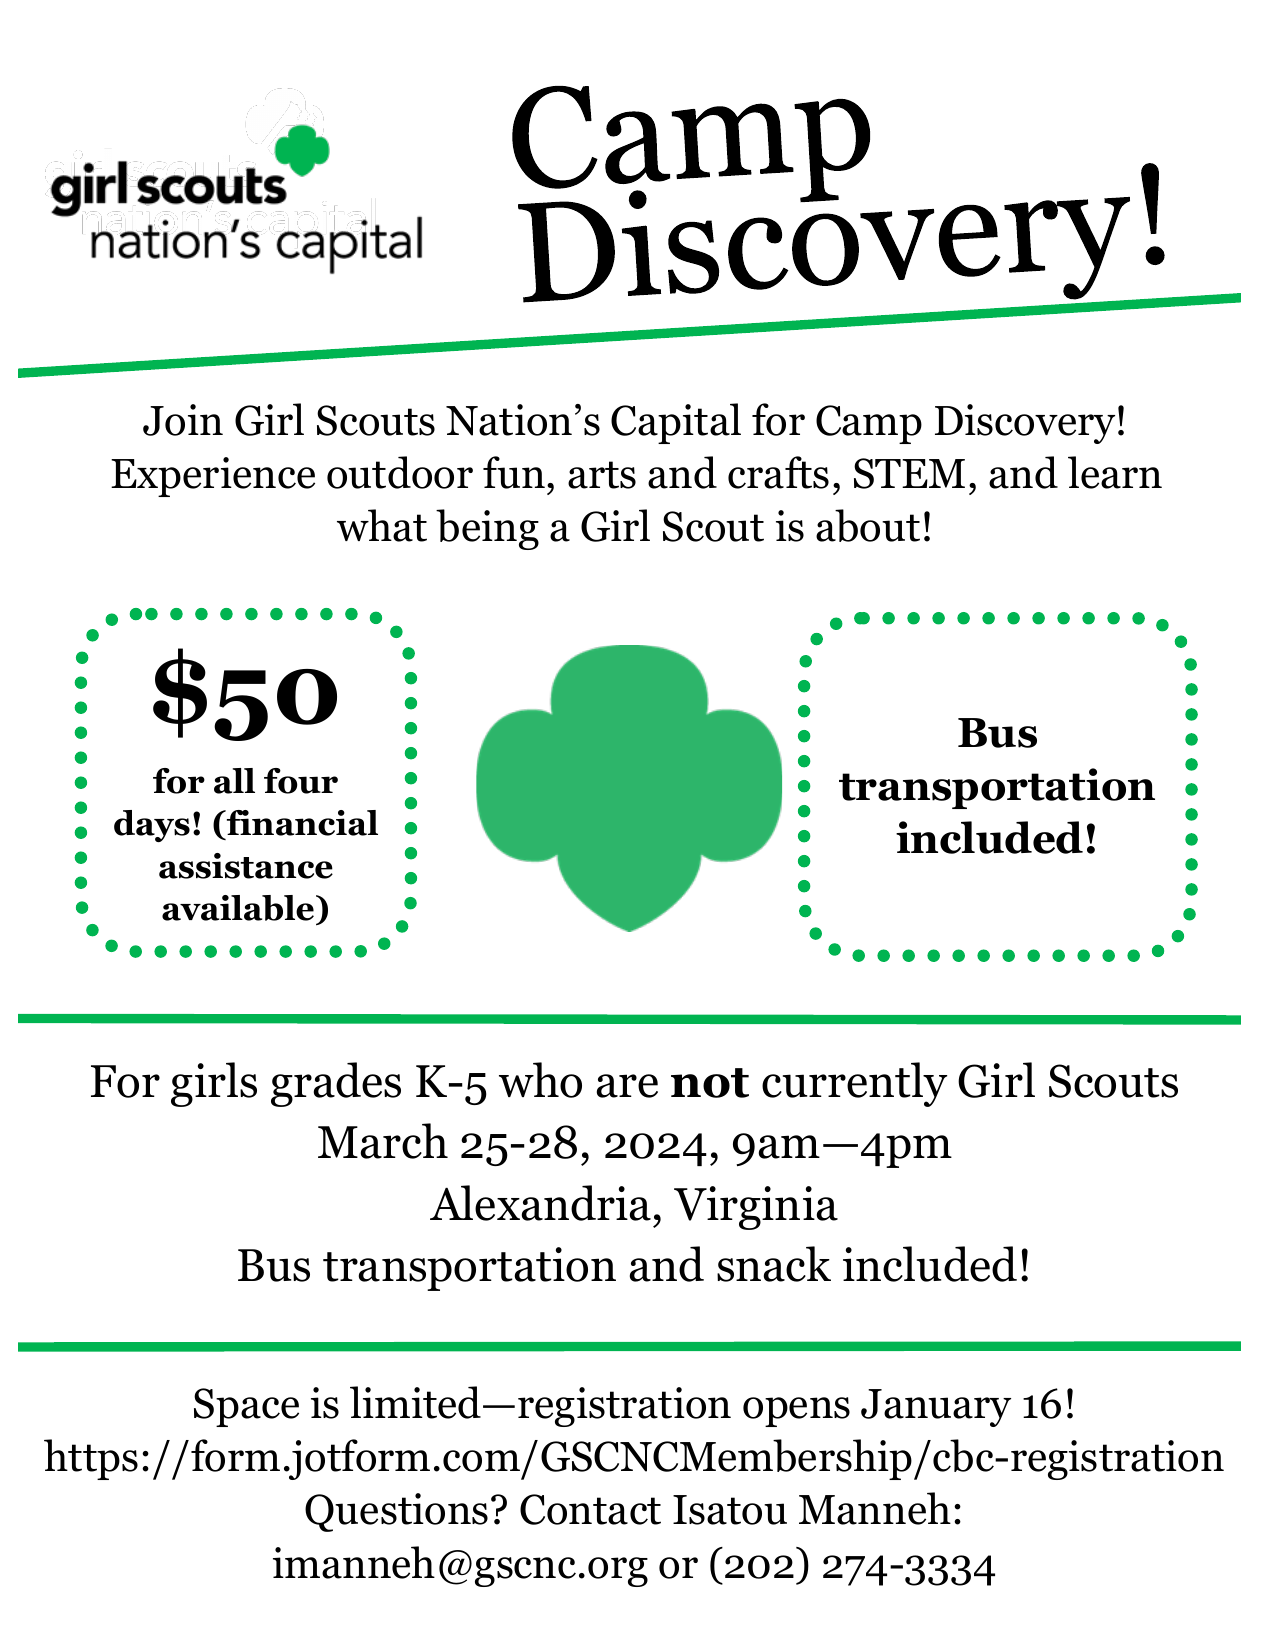 girl scouts
nation's capital
Camp
Discovery!
Join Girl Scouts Nation’s Capital for Camp Discovery!
Experience outdoor fun, arts and crafts, STEM, and learn
what being a Girl Scout is about!
$50
for all four
days! (financial
assistance
available)
Bus
transportation
included!
For girls grades K-5 who are not currently Girl Scouts
March 25-28, 2024, 9am—4pm
Alexandria, Virginia
Bus transportation and snack included!
Space is limited—registration opens January 16!
https://form.jotform.com/GSCNCMembership/cbc-registration
Questions? Contact Isatou Manneh:
imanneh@gscnc.org or (202) 274-3334